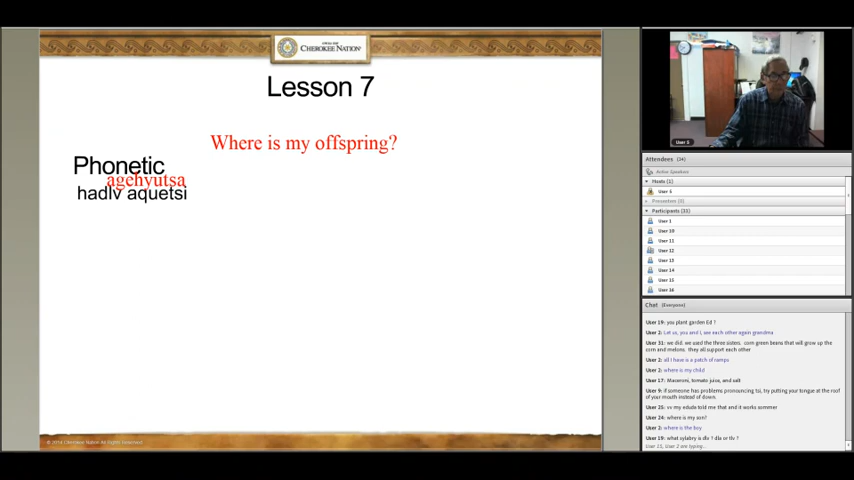 CHEROKEE NATION
Lesson 7
Where is my offspring?
Phonetic
agehyutsa
hadlv aquetsi
User 5
Attendees (34)
Active Speakers
Hosts (1)
User 5
Participants (33)
User 1
User 10
User 11
User 12
User 13
User 14
User 15
User 16
Chat (Everyone)
User 19: you plant garden Ed !
User 2: Let us, you and I, see each other again grandma
User 31: we did. we used the three sisters. corn green beans that will grow up the
corn and melons. they all support each other
User 2: all I have is a patch of ramps
User 2: where is my child
User 17: Maceroni, tomato juice, and salt
User 9: if someone has problems pronouncing tsi, try putting your tongue at the roof
of your mouth instead of down.
User 25: vv my eduda told me that and it works summer
User 24: where is my son?
User 2: where is the boy
User 19: what sylabry is dlv ? dla or tlv ?
User 15, User 2 are typing...